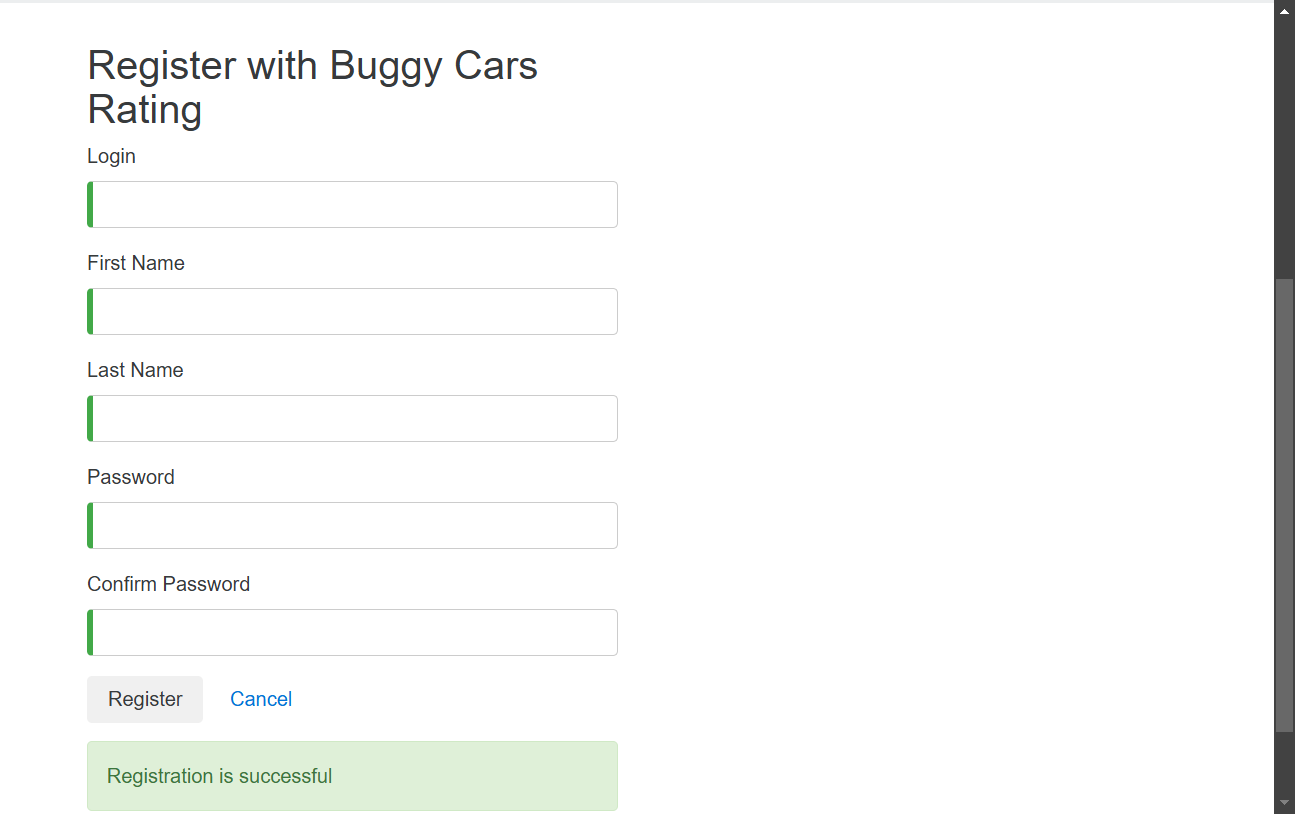 Register with Buggy Cars
Rating
Login
First Name
Last Name
Password
Confirm Password
Register Cancel
Registration is successful